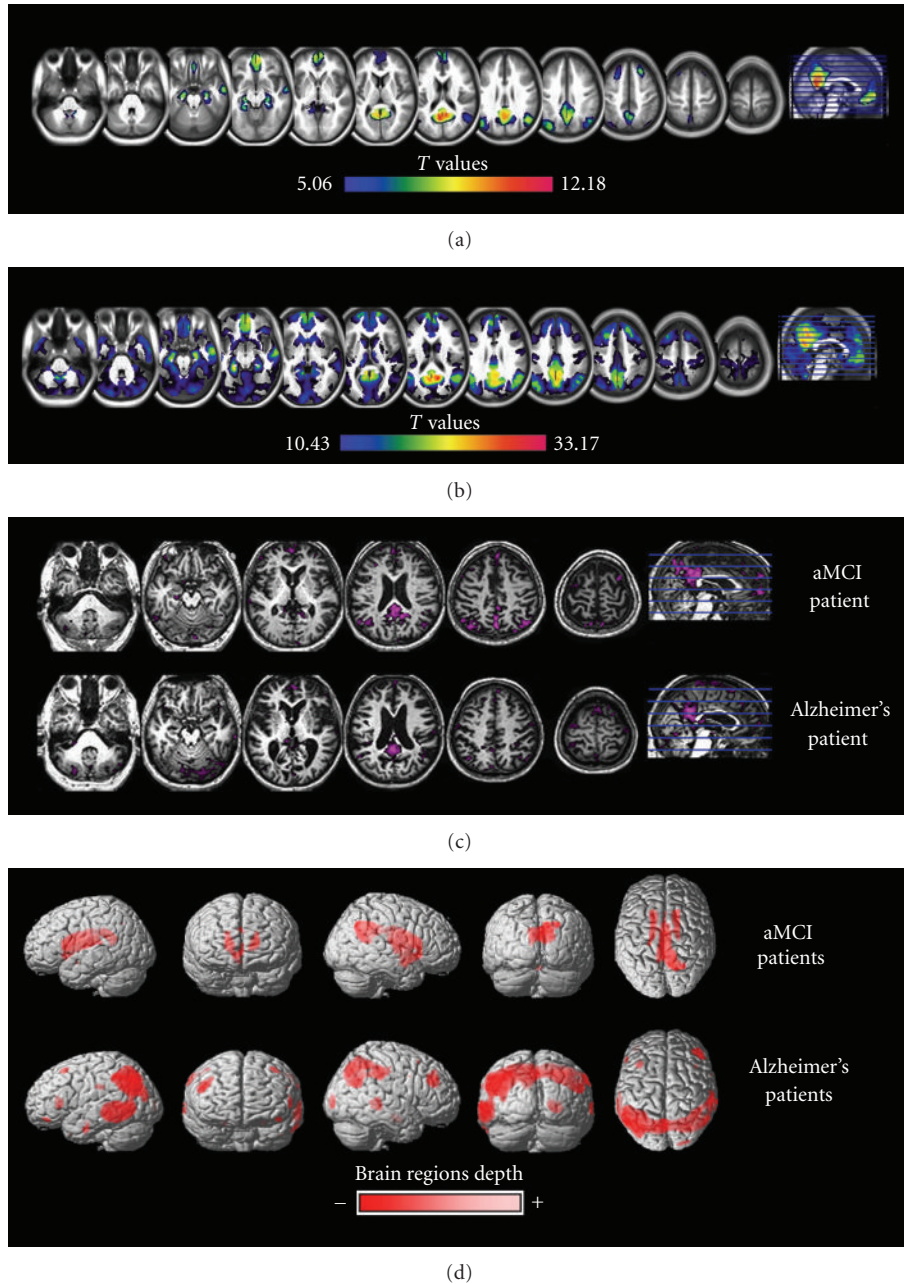 T values
5.06 12.18
(a)
T values
10.43 33.17
(b)
aMCI
patient
Alzheimer's
patient
(c)
aMCI
patients
Alzheimer's
patients
Brain regions depth
− +
(d)